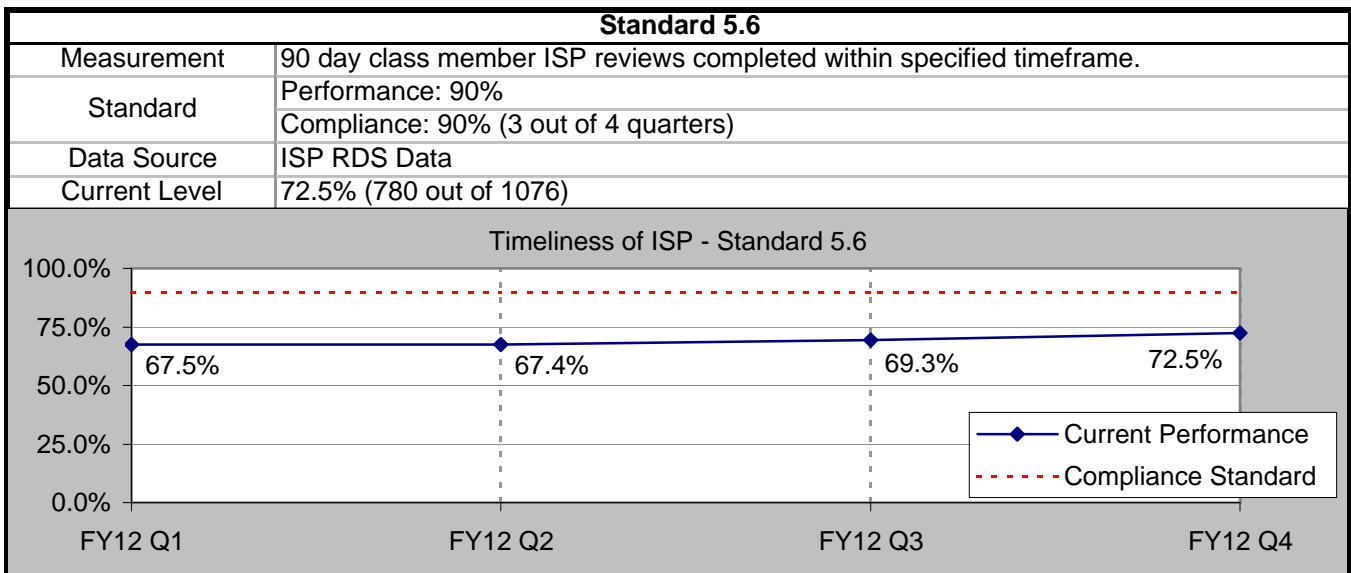 Standard 5.6
Measurement 90 day class member ISP reviews completed within specified timeframe.
Standard
Performance: 90%
Compliance: 90% (3 out of 4 quarters)
Data Source ISP RDS Data
Current Level 72.5% (780 out of 1076)
Timeliness of ISP - Standard 5.6
100.0%
75.0%
67.5% 67.4% 69.3% 72.5%
50.0%
25.0%
Current Performance
Compliance Standard
0.0%
FY12 Q1 FY12 Q2 FY12 Q3 FY12 Q4